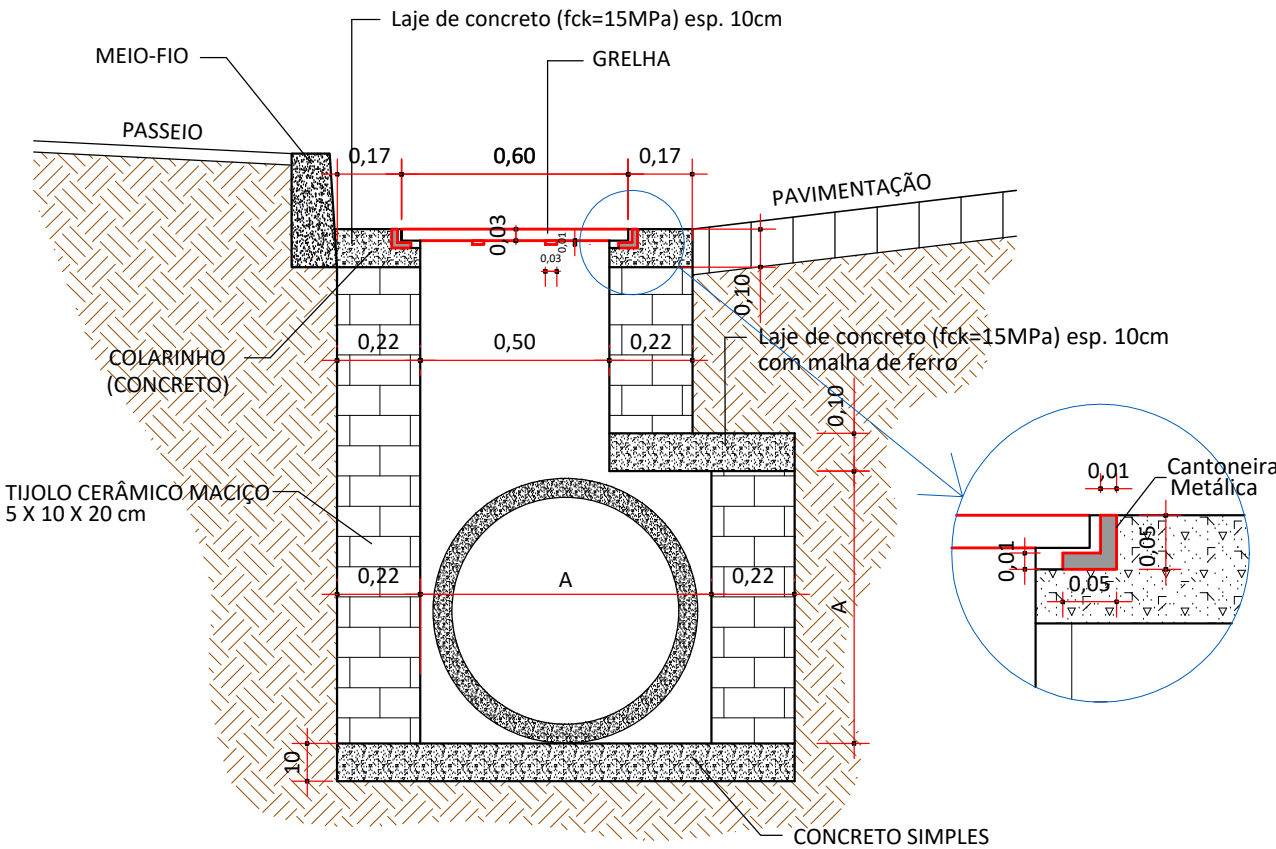 Laje de concreto (fck=15MPa) esp. 10cm
MEIO-FIO
GRELHA
PASSEIO
0,17
0,60
0,17
PAVIMENTAÇÃO
0,03
0,01
0,03
0,10
COLARINHO
(CONCRETO)
0,22
0,50
0,22
Laje de concreto (fck=15MPa) esp. 10cm
com malha de ferro
0,10
TIJOLO CERÂMICO MACIÇO
5 X 10 X 20 cm
0,01
Cantoneira
Metálica
0,01
0,05
0,05
0,22
A
0,22
A
10
CONCRETO SIMPLES